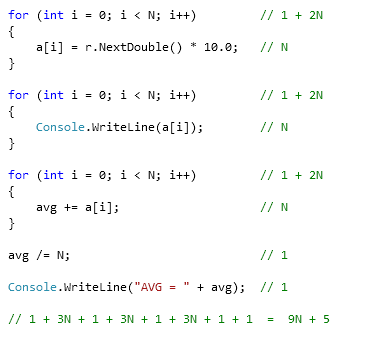 for (int i = 0; i < N; i++) // 1 + 2N
{
a[i] = r.NextDouble() * 10.0; // N
}
for (int i = 0; i < N; i++) // 1 + 2N
{
Console.WriteLine(a[i]); // N
}
for (int i = 0; i < N; i++) // 1 + 2N
{
avg += a[i]; // N
}
avg /= N; // 1
Console.WriteLine("AVG = " + avg); // 1
// 1 + 3N + 1 + 3N + 1 + 3N + 1 + 1 = 9N + 5